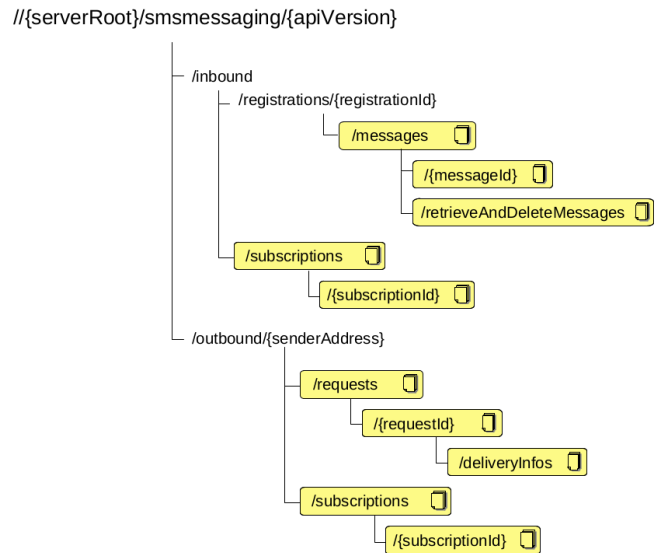 //{serverRoot}/smsmessaging/{apiVersion}
/inbound
/registrations/{registrationId}
/messages
/{messageId}
/retrieveAndDeleteMessages
/subscriptions
/{subscriptionId}
/outbound/{senderAddress}
/requests
/{requestId}
/deliveryInfos
/subscriptions
/{subscriptionId}